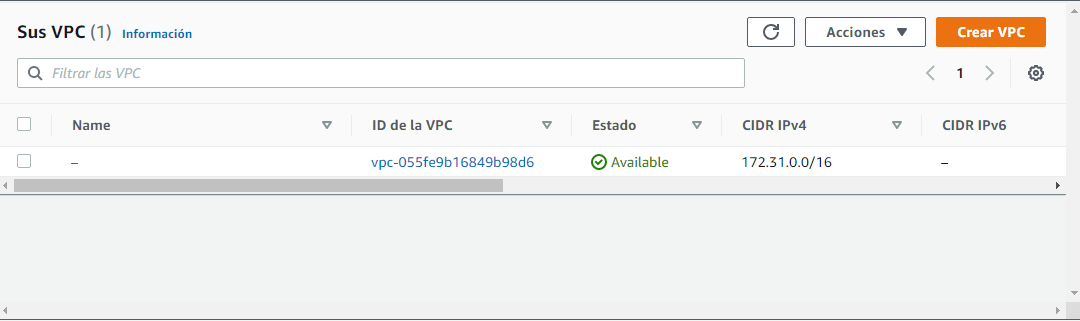 Sus VPC (1) Información
Acciones
Crear VPC
Filtrar las VPC
1
Name ID de la VPC Estado CIDR IPv4 CIDR IPv6
– vpc-055fe9b16849b98d6 Available 172.31.0.0/16 –